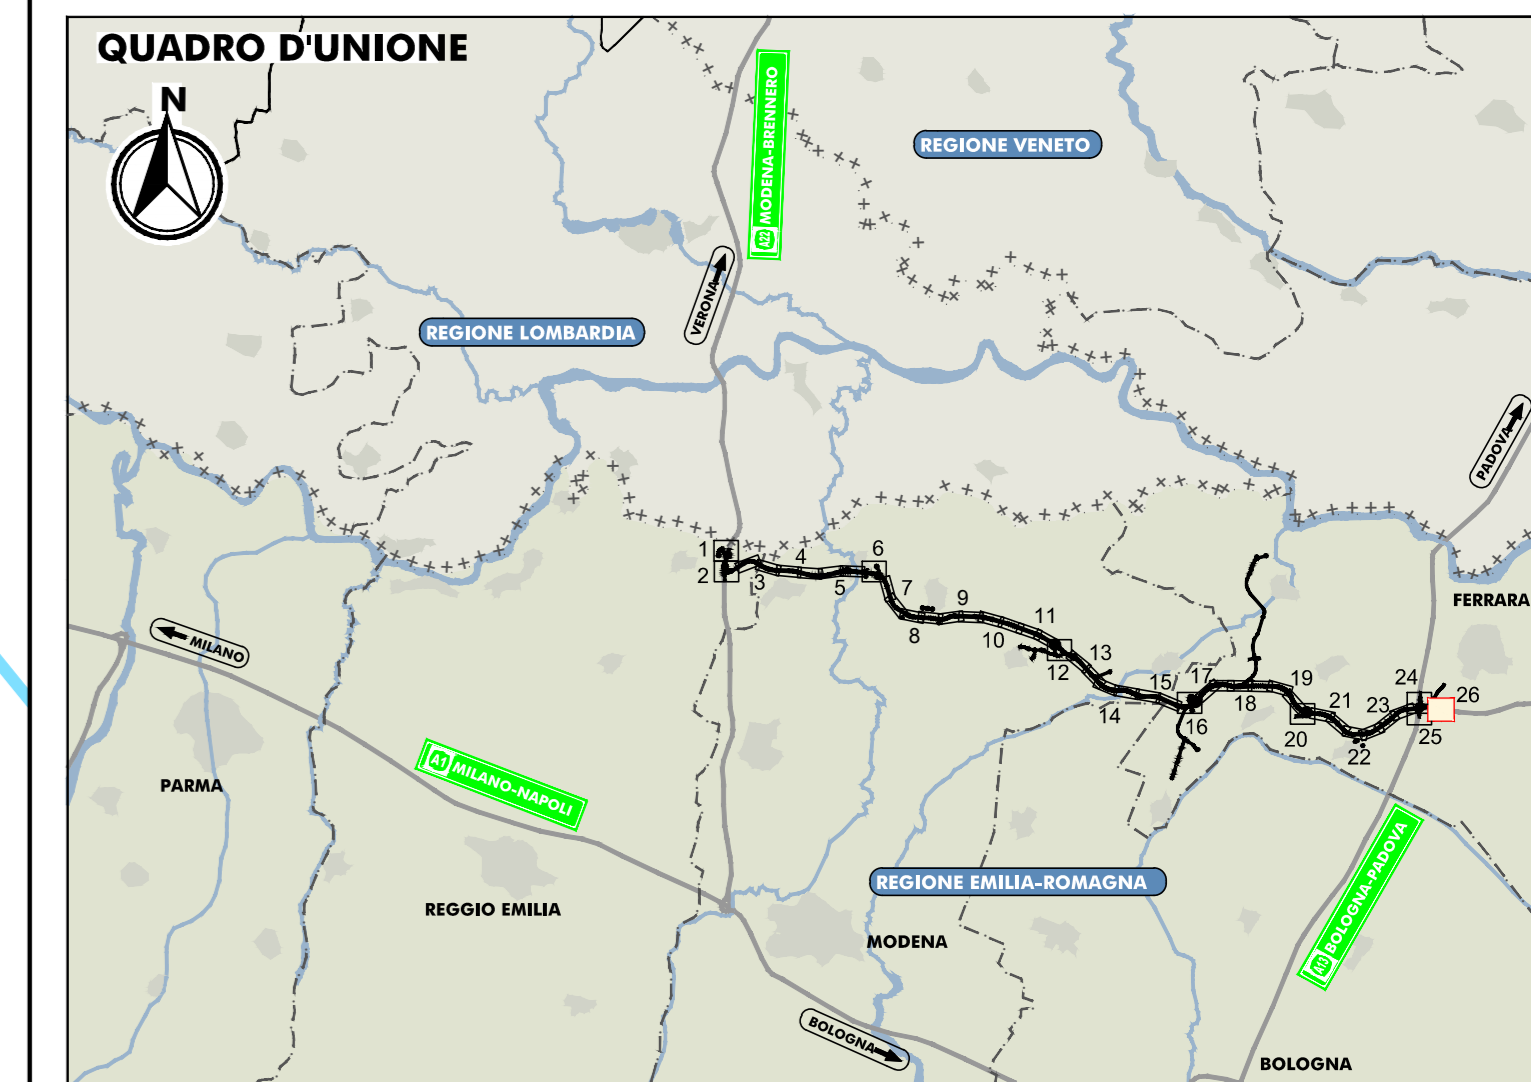 QUADRO D'UNIONE
N
A22 MODENA-BRENNERO
REGIONE VENETO
VERONA
REGIONE LOMBARDIA
PADOVA
1
2
3
4
5
6
7
8
9
10
11
12
13
14
15
16
17
18
19
20
21
22
23
24
25
26
FERRARA
MILANO
PARMA
A1 MILANO-NAPOLI
REGGIO EMILIA
REGIONE EMILIA-ROMAGNA
MODENA
A13 BOLOGNA-PADOVA
BOLOGNA
BOLOGNA